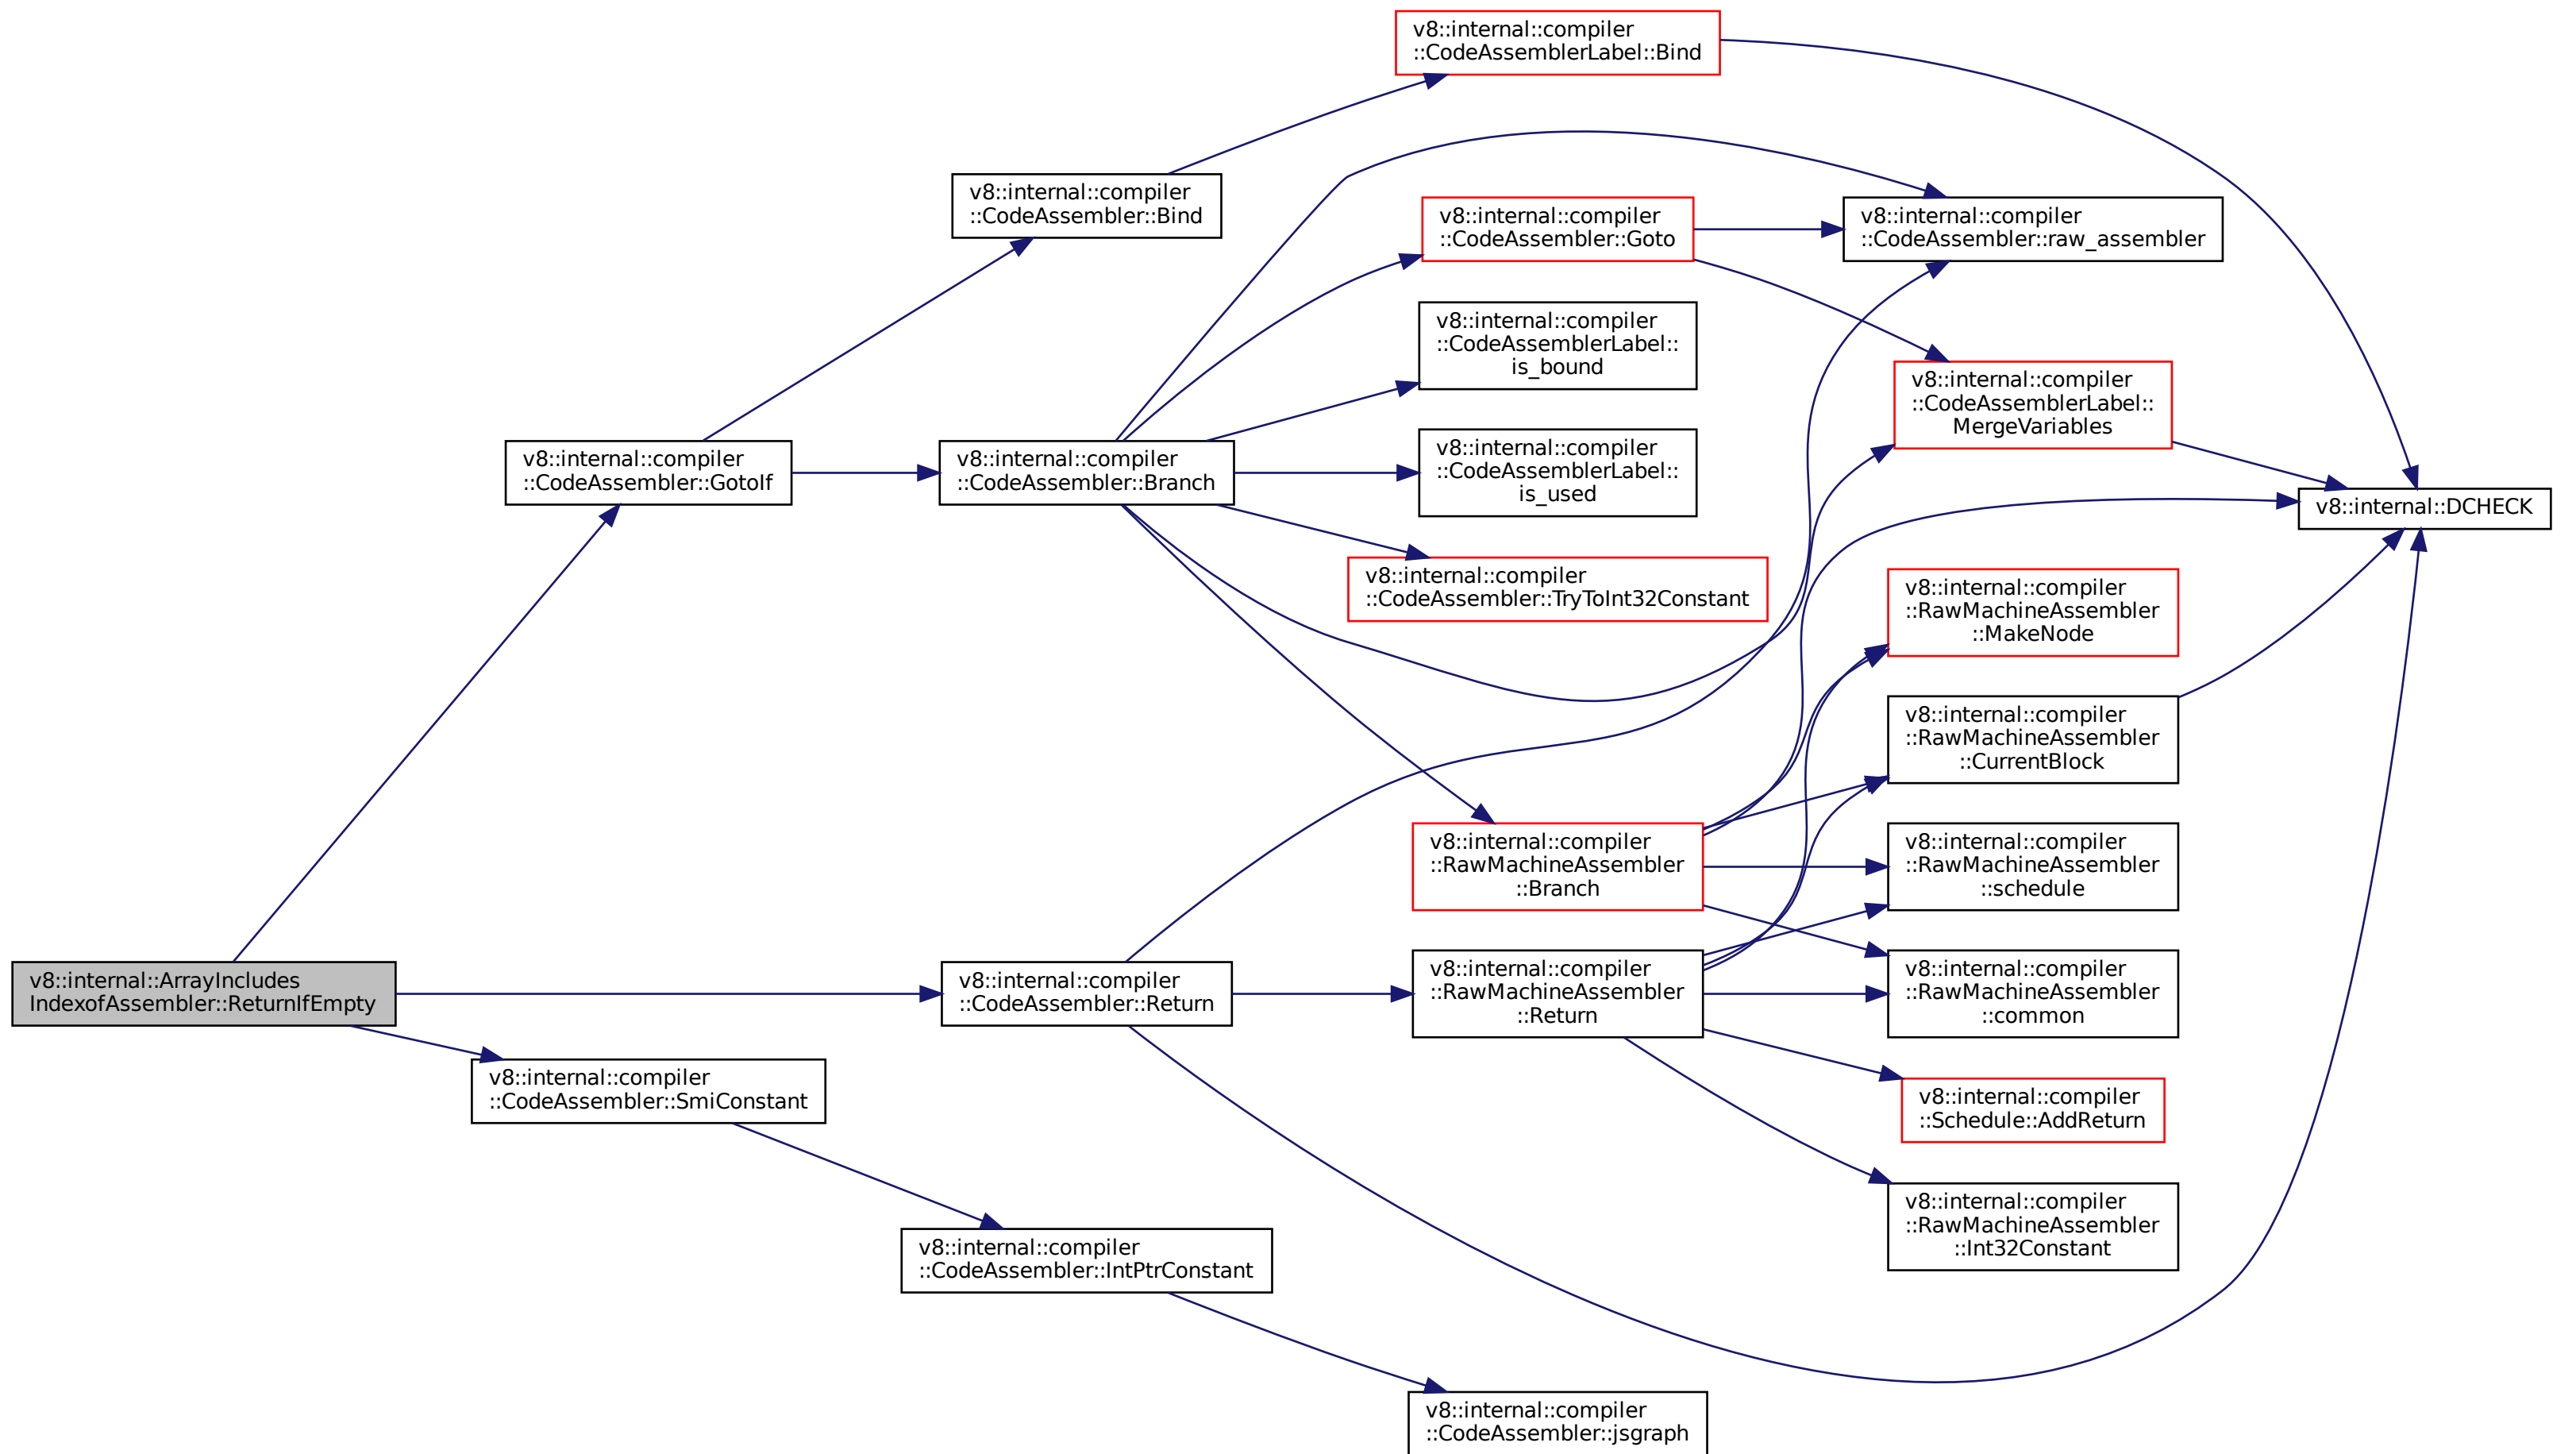 v8::internal::compiler
::CodeAssemblerLabel::Bind
v8::internal::compiler
::CodeAssembler::Bind
v8::internal::compiler
::CodeAssembler::Goto
v8::internal::compiler
::CodeAssembler::raw_assembler
v8::internal::compiler
::CodeAssemblerLabel::
is_bound
v8::internal::compiler
::CodeAssemblerLabel::
MergeVariables
v8::internal::compiler
::CodeAssembler::GotoIf
v8::internal::compiler
::CodeAssembler::Branch
v8::internal::compiler
::CodeAssemblerLabel::
is_used
v8::internal::DCHECK
v8::internal::compiler
::CodeAssembler::TryToInt32Constant
v8::internal::compiler
::RawMachineAssembler
::MakeNode
v8::internal::compiler
::RawMachineAssembler
::CurrentBlock
v8::internal::compiler
::RawMachineAssembler
::Branch
v8::internal::compiler
::RawMachineAssembler
::schedule
v8::internal::ArrayIncludes
IndexofAssembler::ReturnIfEmpty
v8::internal::compiler
::CodeAssembler::Return
v8::internal::compiler
::RawMachineAssembler
::Return
v8::internal::compiler
::RawMachineAssembler
::common
v8::internal::compiler
::CodeAssembler::SmiConstant
v8::internal::compiler
::Schedule::AddReturn
v8::internal::compiler
::RawMachineAssembler
::Int32Constant
v8::internal::compiler
::CodeAssembler::IntPtrConstant
v8::internal::compiler
::CodeAssembler::jsgraph